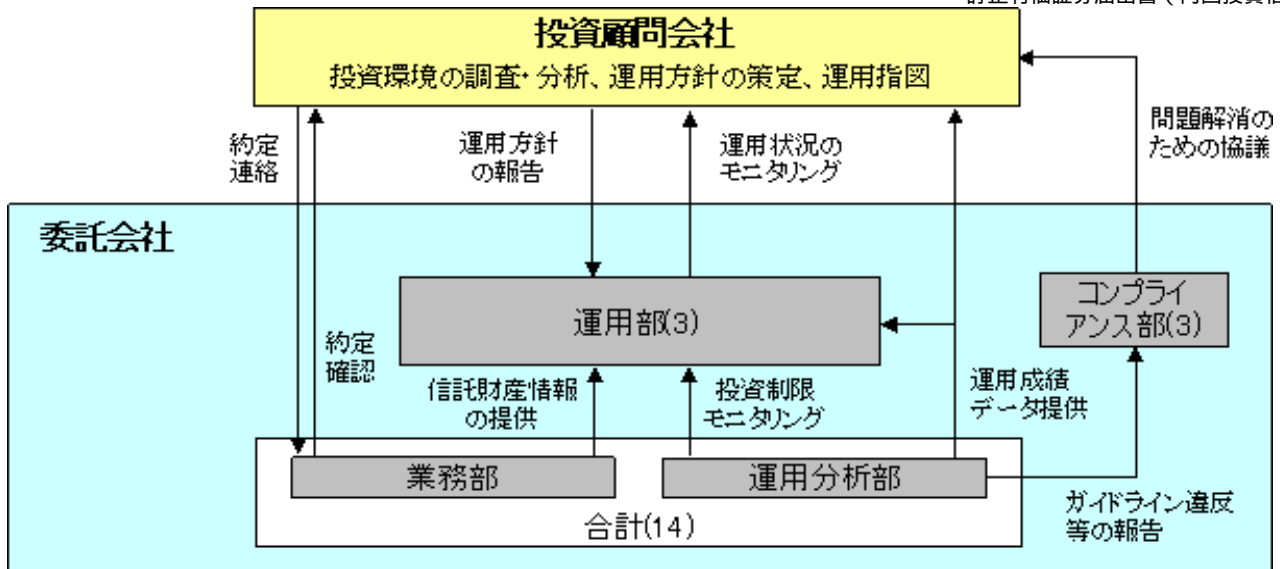 投資顧問会社
投資環境の調査・分析、運用方針の策定、運用指図
約定
連絡
運用方針
の報告
運用状況の
モニタリング
問題解消の
ための協議
委託会社
運用部(3)
コンプライ
アンス部(3)
約定
確認
信託財産情報
の提供
投資制限
モニタリング
運用成績
データ提供
業務部
運用分析部
合計(14)
ガイドライン違反
等の報告